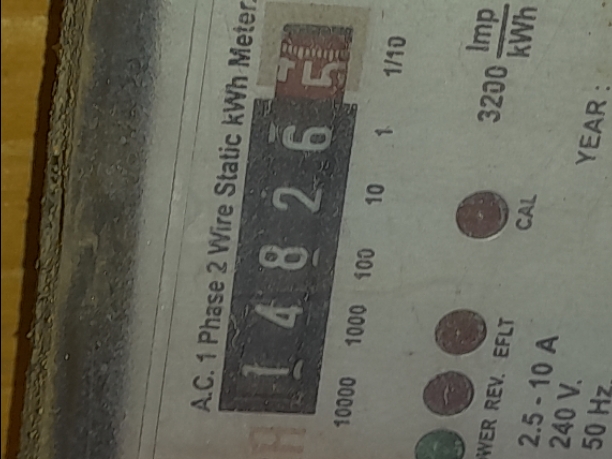 A.C. 1 Phase 2 Wire Static kWh Meter.
1 4 8 2 6 5
10000 1000 100 10 1 1/10
3200 Imp/kWh
CAL
EFLT
REV.
WER
YEAR :
2.5 - 10 A
240 V.
50 Hz.